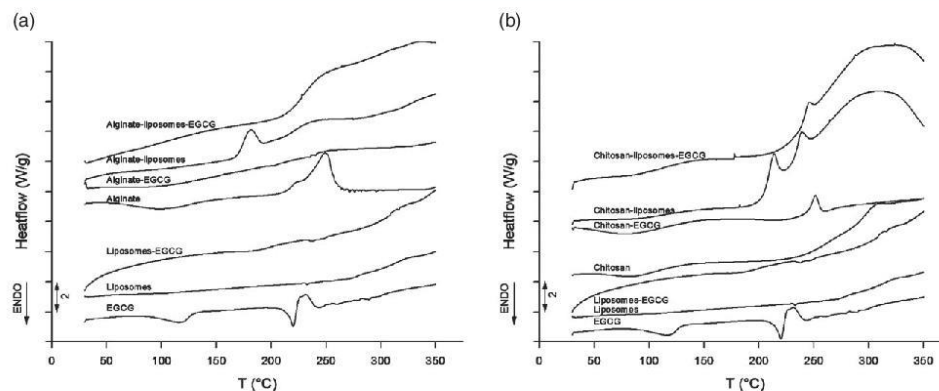 (a)
Heatflow (W/g)
Alginate-liposomes-EGCG
Alginate-liposomes
Alginate-EGCG
Alginate
Liposomes-EGCG
Liposomes
EGCG
ENDO
2
0 50 100 150 200 250 300 350
T (°C)
(b)
Heatflow (W/g)
Chitosan-liposomes-EGCG
Chitosan-liposomes
Chitosan-EGCG
Chitosan
Liposomes-EGCG
Liposomes
EGCG
ENDO
2
0 50 100 150 200 250 300 350
T (°C)